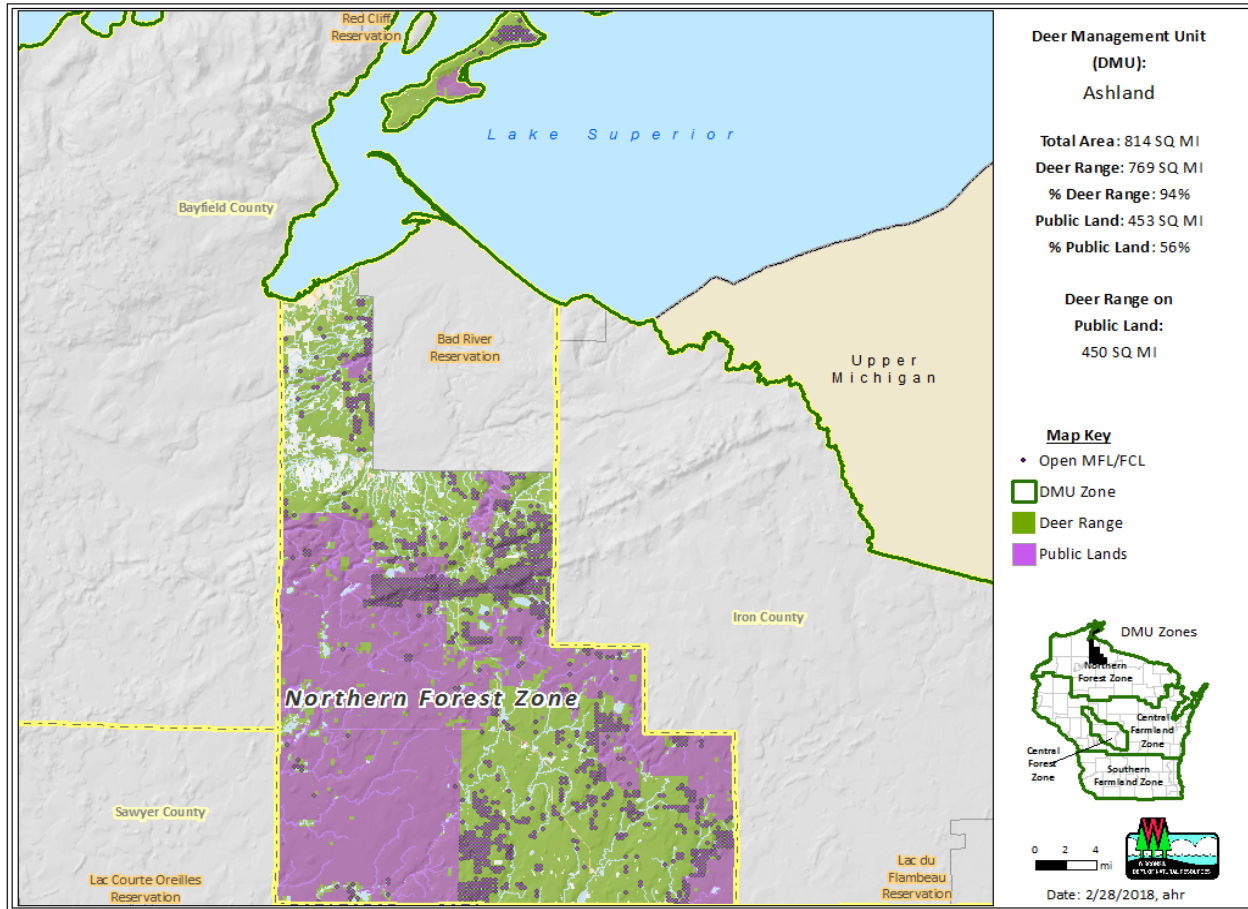 Red Cliff
Reservation
Lake Superior
Bayfield County
Bad River
Reservation
Upper
Michigan
Iron County
Northern Forest Zone
Sawyer County
Lac Courte Oreilles
Reservation
Lac du
Flambeau
Reservation
Deer Management Unit
(DMU):
Ashland
Total Area: 814 SQ MI
Deer Range: 769 SQ MI
% Deer Range: 94%
Public Land: 453 SQ MI
% Public Land: 56%
Deer Range on
Public Land:
450 SQ MI
Map Key
Open MFL/FCL
DMU Zone
Deer Range
Public Lands
DMU Zones
Northern
Forest Zone
Central
Farmland
Zone
Central
Forest
Zone
Southern
Farmland Zone
0 2 4
mi
W
WISCONSIN
DEPT. OF NATURAL RESOURCES
Date: 2/28/2018, ahr